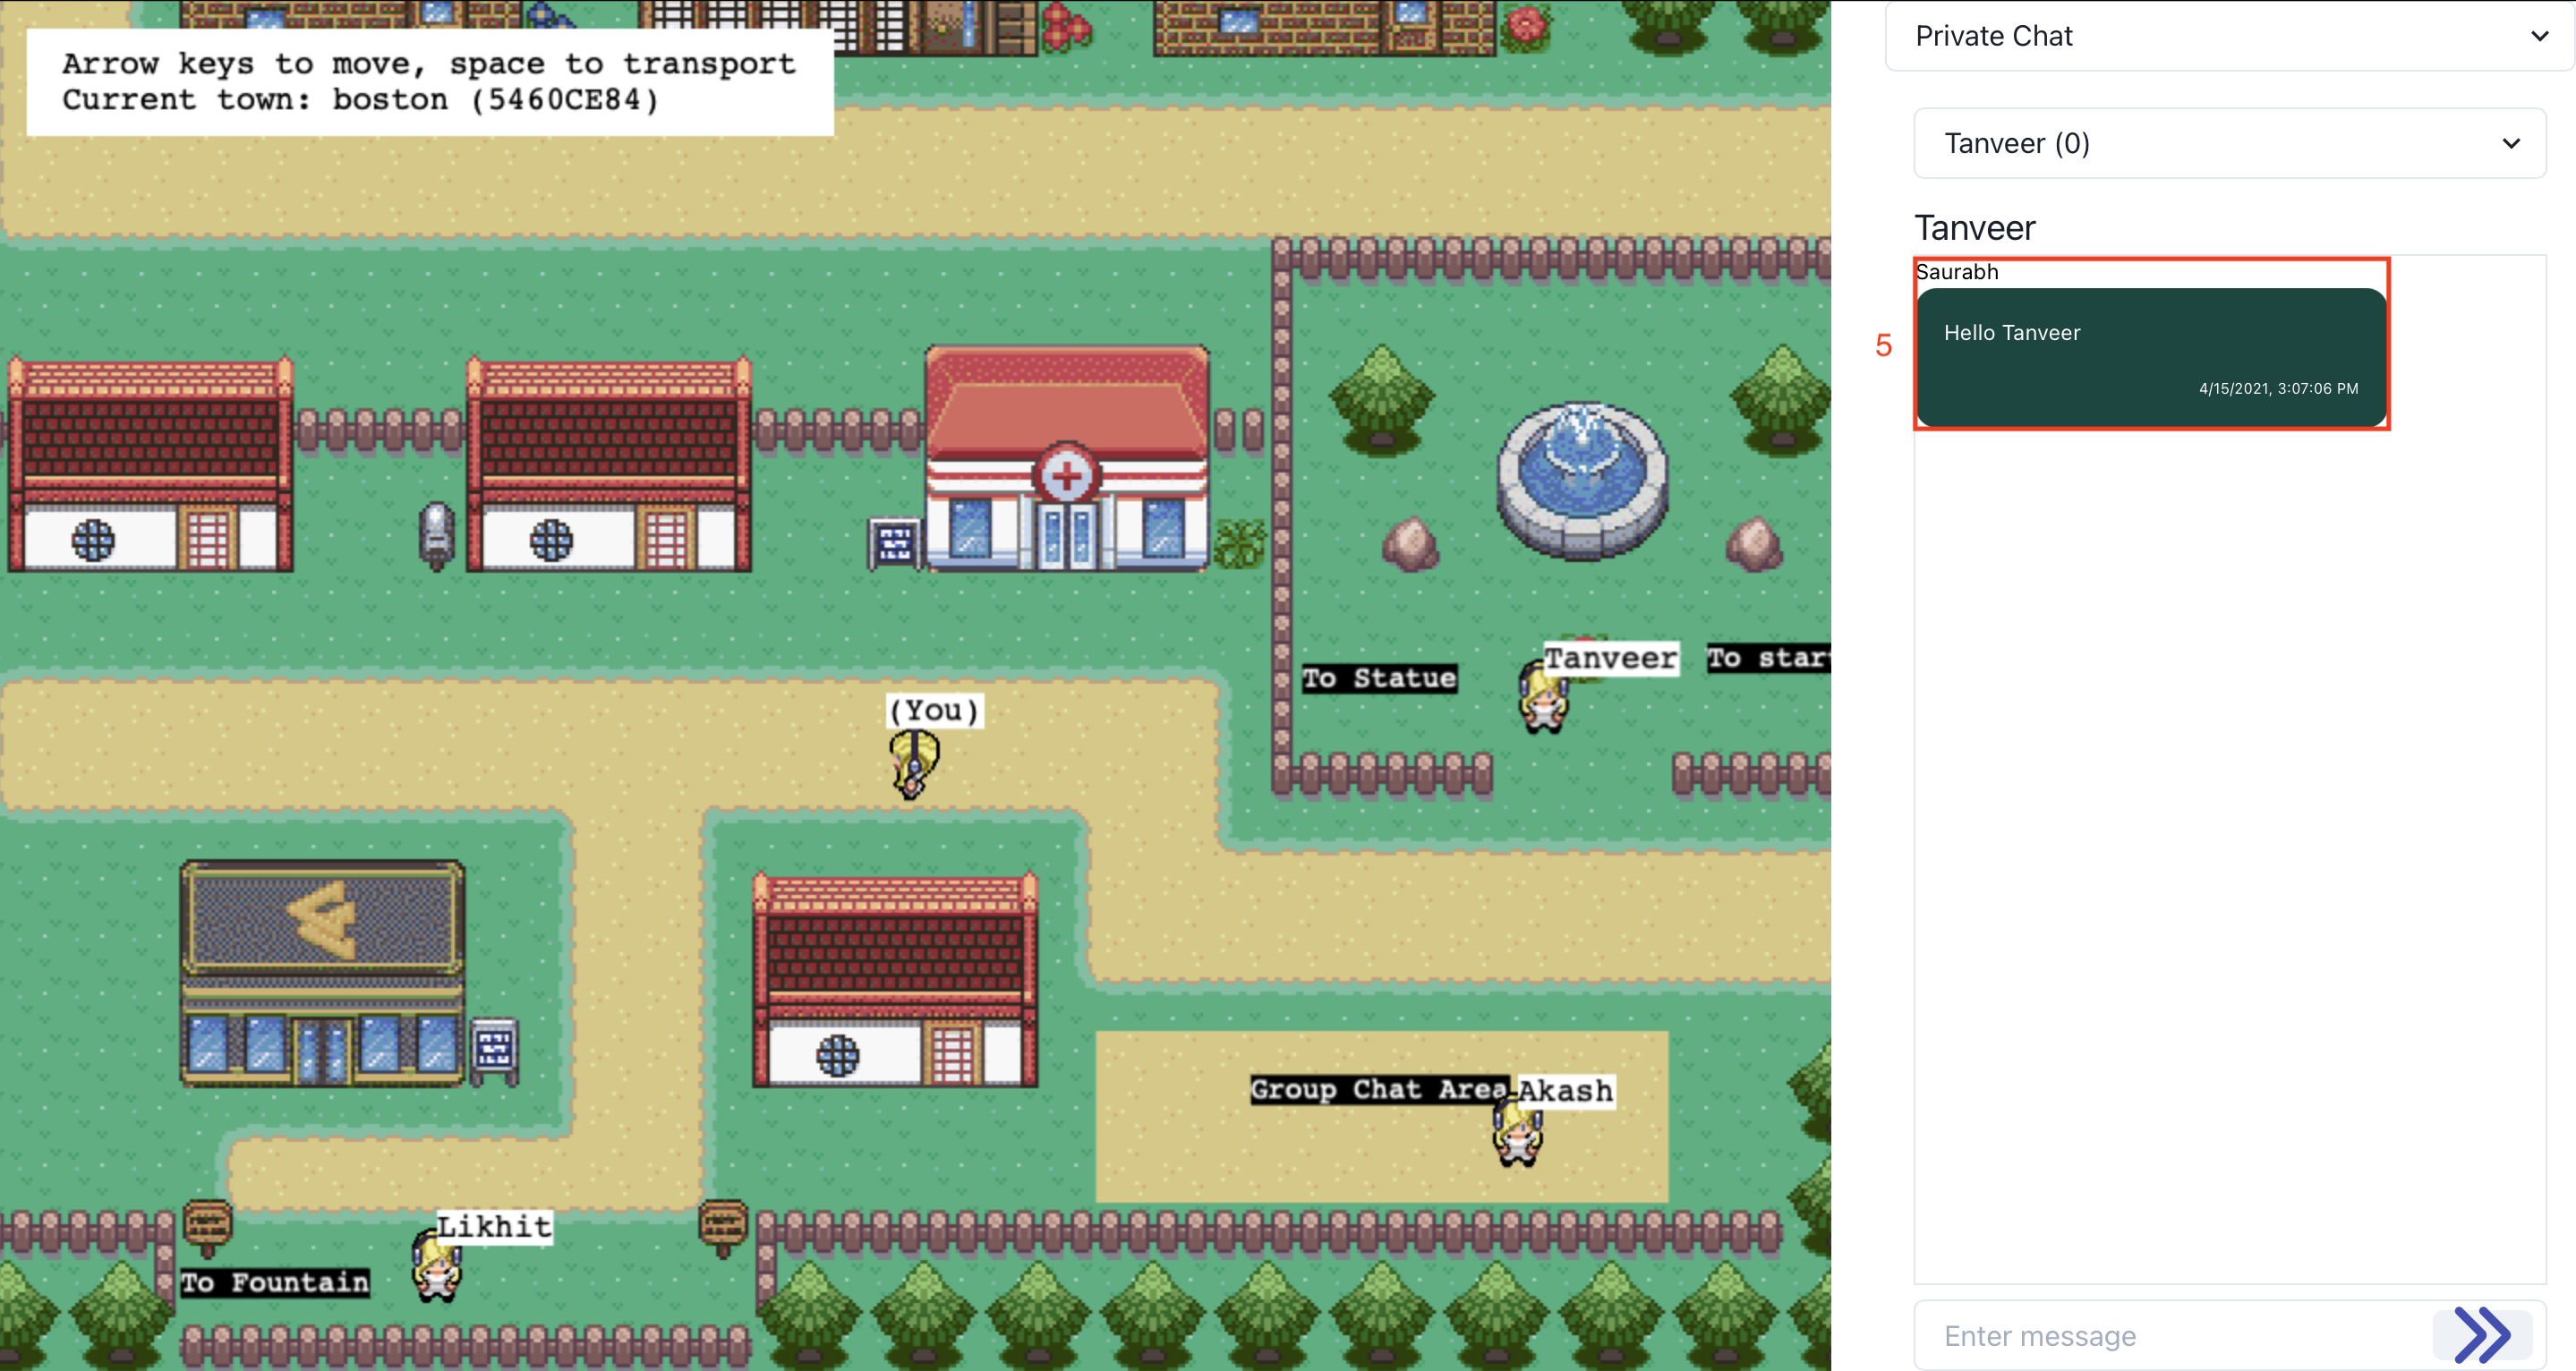 Arrow keys to move, space to transport
Current town: boston (5460CE84)
Private Chat
Tanveer (0)
Tanveer
Saurabh
Hello Tanveer
4/15/2021, 3:07:06 PM
5
To Statue
Tanveer
To star
(You)
Group Chat Area
Akash
Likhit
To Fountain
Enter message